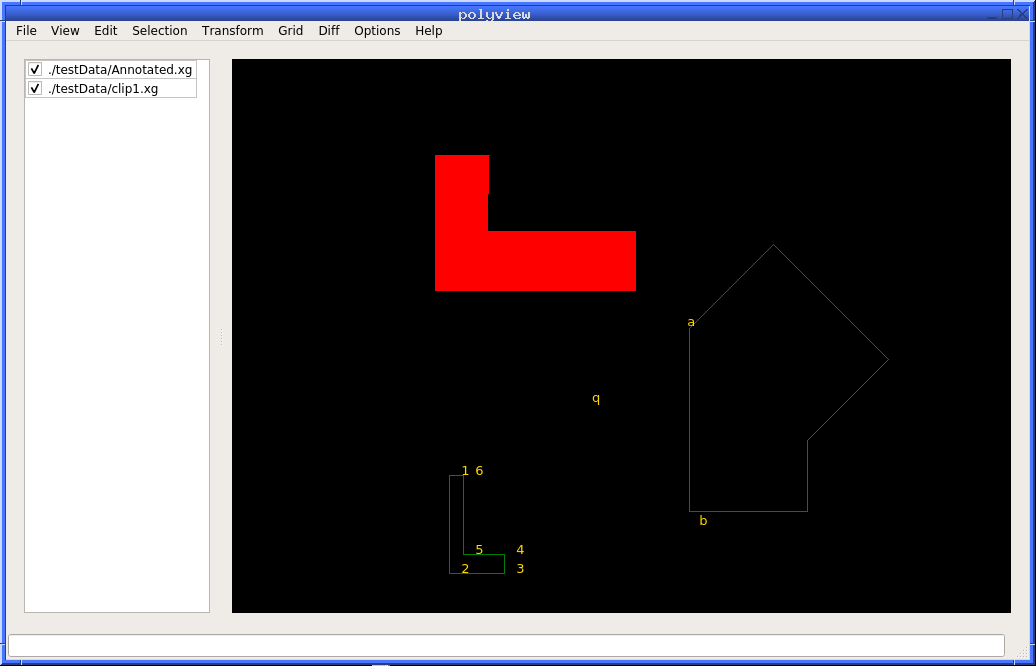 polyview
File View Edit Selection Transform Grid Diff Options Help
./testData/Annotated.xg
./testData/clip1.xg
a
q
1 6
b
5 4
2 3